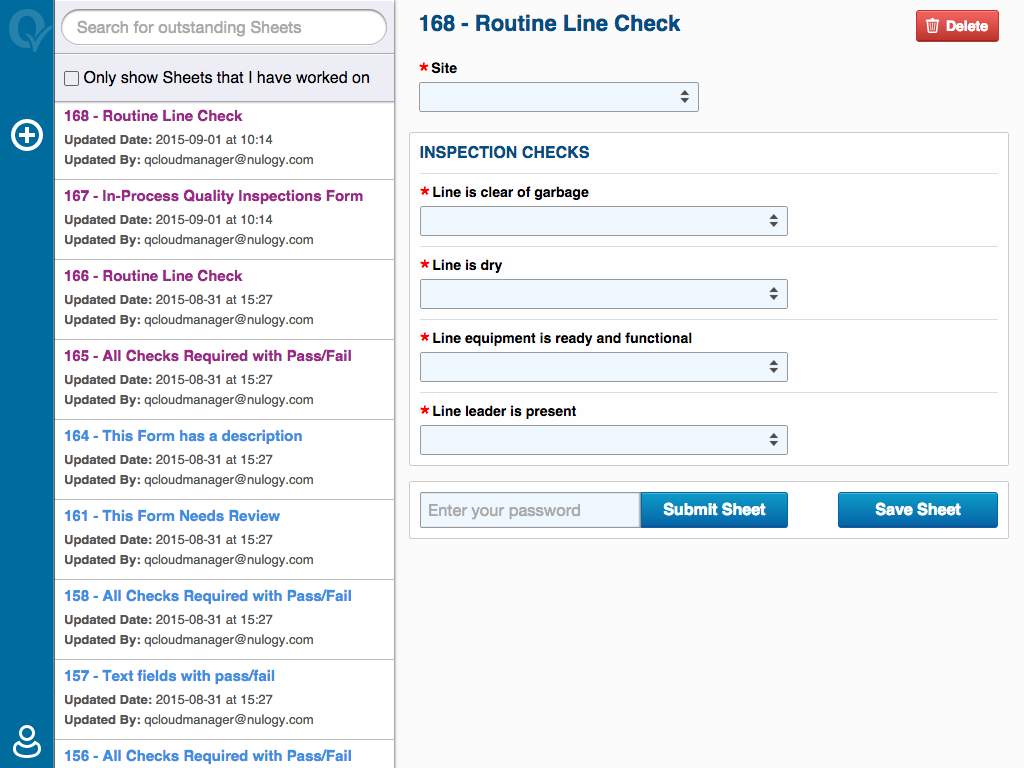 Search for outstanding Sheets
Only show Sheets that I have worked on
168 - Routine Line Check
Updated Date: 2015-09-01 at 10:14
Updated By: qcloudmanager@nulogy.com
167 - In-Process Quality Inspections Form
Updated Date: 2015-09-01 at 10:14
Updated By: qcloudmanager@nulogy.com
166 - Routine Line Check
Updated Date: 2015-08-31 at 15:27
Updated By: qcloudmanager@nulogy.com
165 - All Checks Required with Pass/Fail
Updated Date: 2015-08-31 at 15:27
Updated By: qcloudmanager@nulogy.com
164 - This Form has a description
Updated Date: 2015-08-31 at 15:27
Updated By: qcloudmanager@nulogy.com
161 - This Form Needs Review
Updated Date: 2015-08-31 at 15:27
Updated By: qcloudmanager@nulogy.com
158 - All Checks Required with Pass/Fail
Updated Date: 2015-08-31 at 15:27
Updated By: qcloudmanager@nulogy.com
157 - Text fields with pass/fail
Updated Date: 2015-08-31 at 15:27
Updated By: qcloudmanager@nulogy.com
156 - All Checks Required with Pass/Fail
168 - Routine Line Check
Delete
* Site
INSPECTION CHECKS
* Line is clear of garbage
* Line is dry
* Line equipment is ready and functional
* Line leader is present
Enter your password
Submit Sheet
Save Sheet